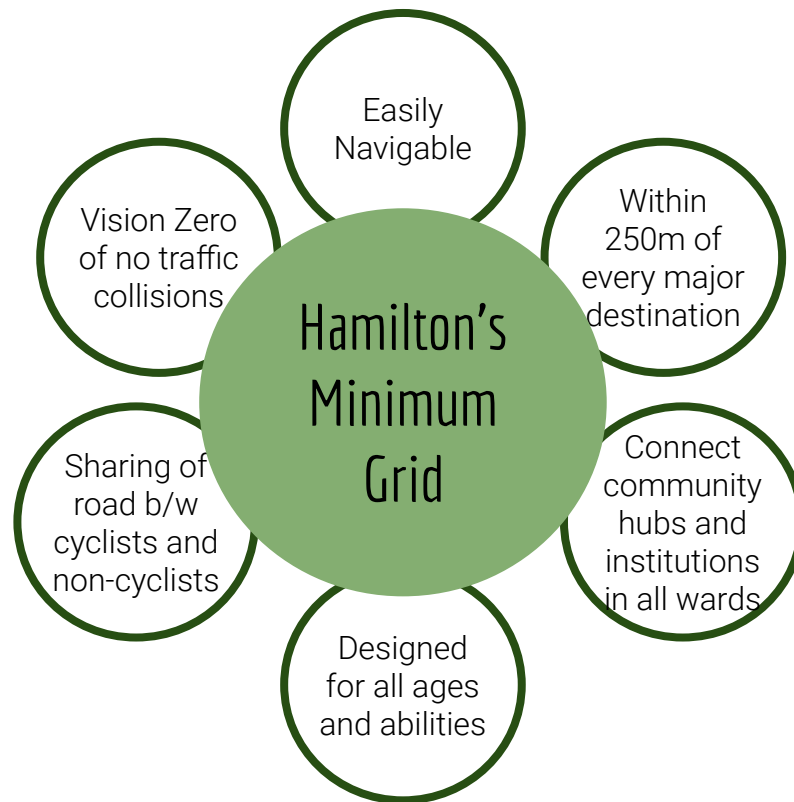 Easily
Navigable
Within
250m of
every major
destination
Connect
community
hubs and
institutions
in all wards
Designed
for all ages
and abilities
Sharing of
road b/w
cyclists and
non-cyclists
Vision Zero
of no traffic
collisions
Hamilton's
Minimum
Grid